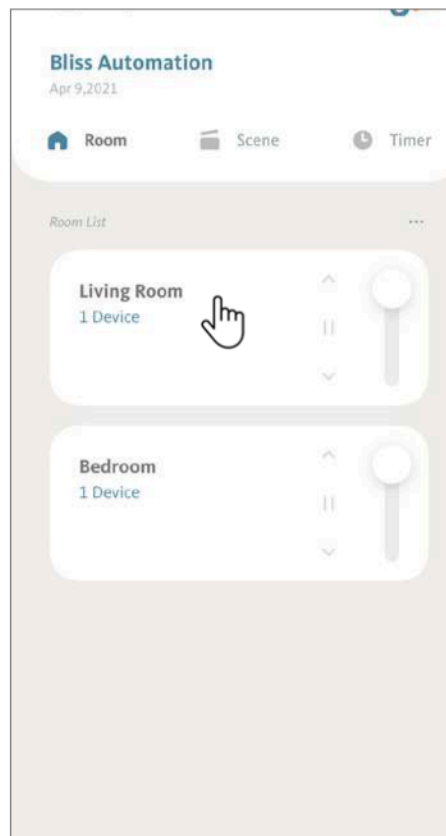 Bliss Automation
Apr 9,2021
Room Scene Timer
Room List ...
Living Room
1 Device
Bedroom
1 Device